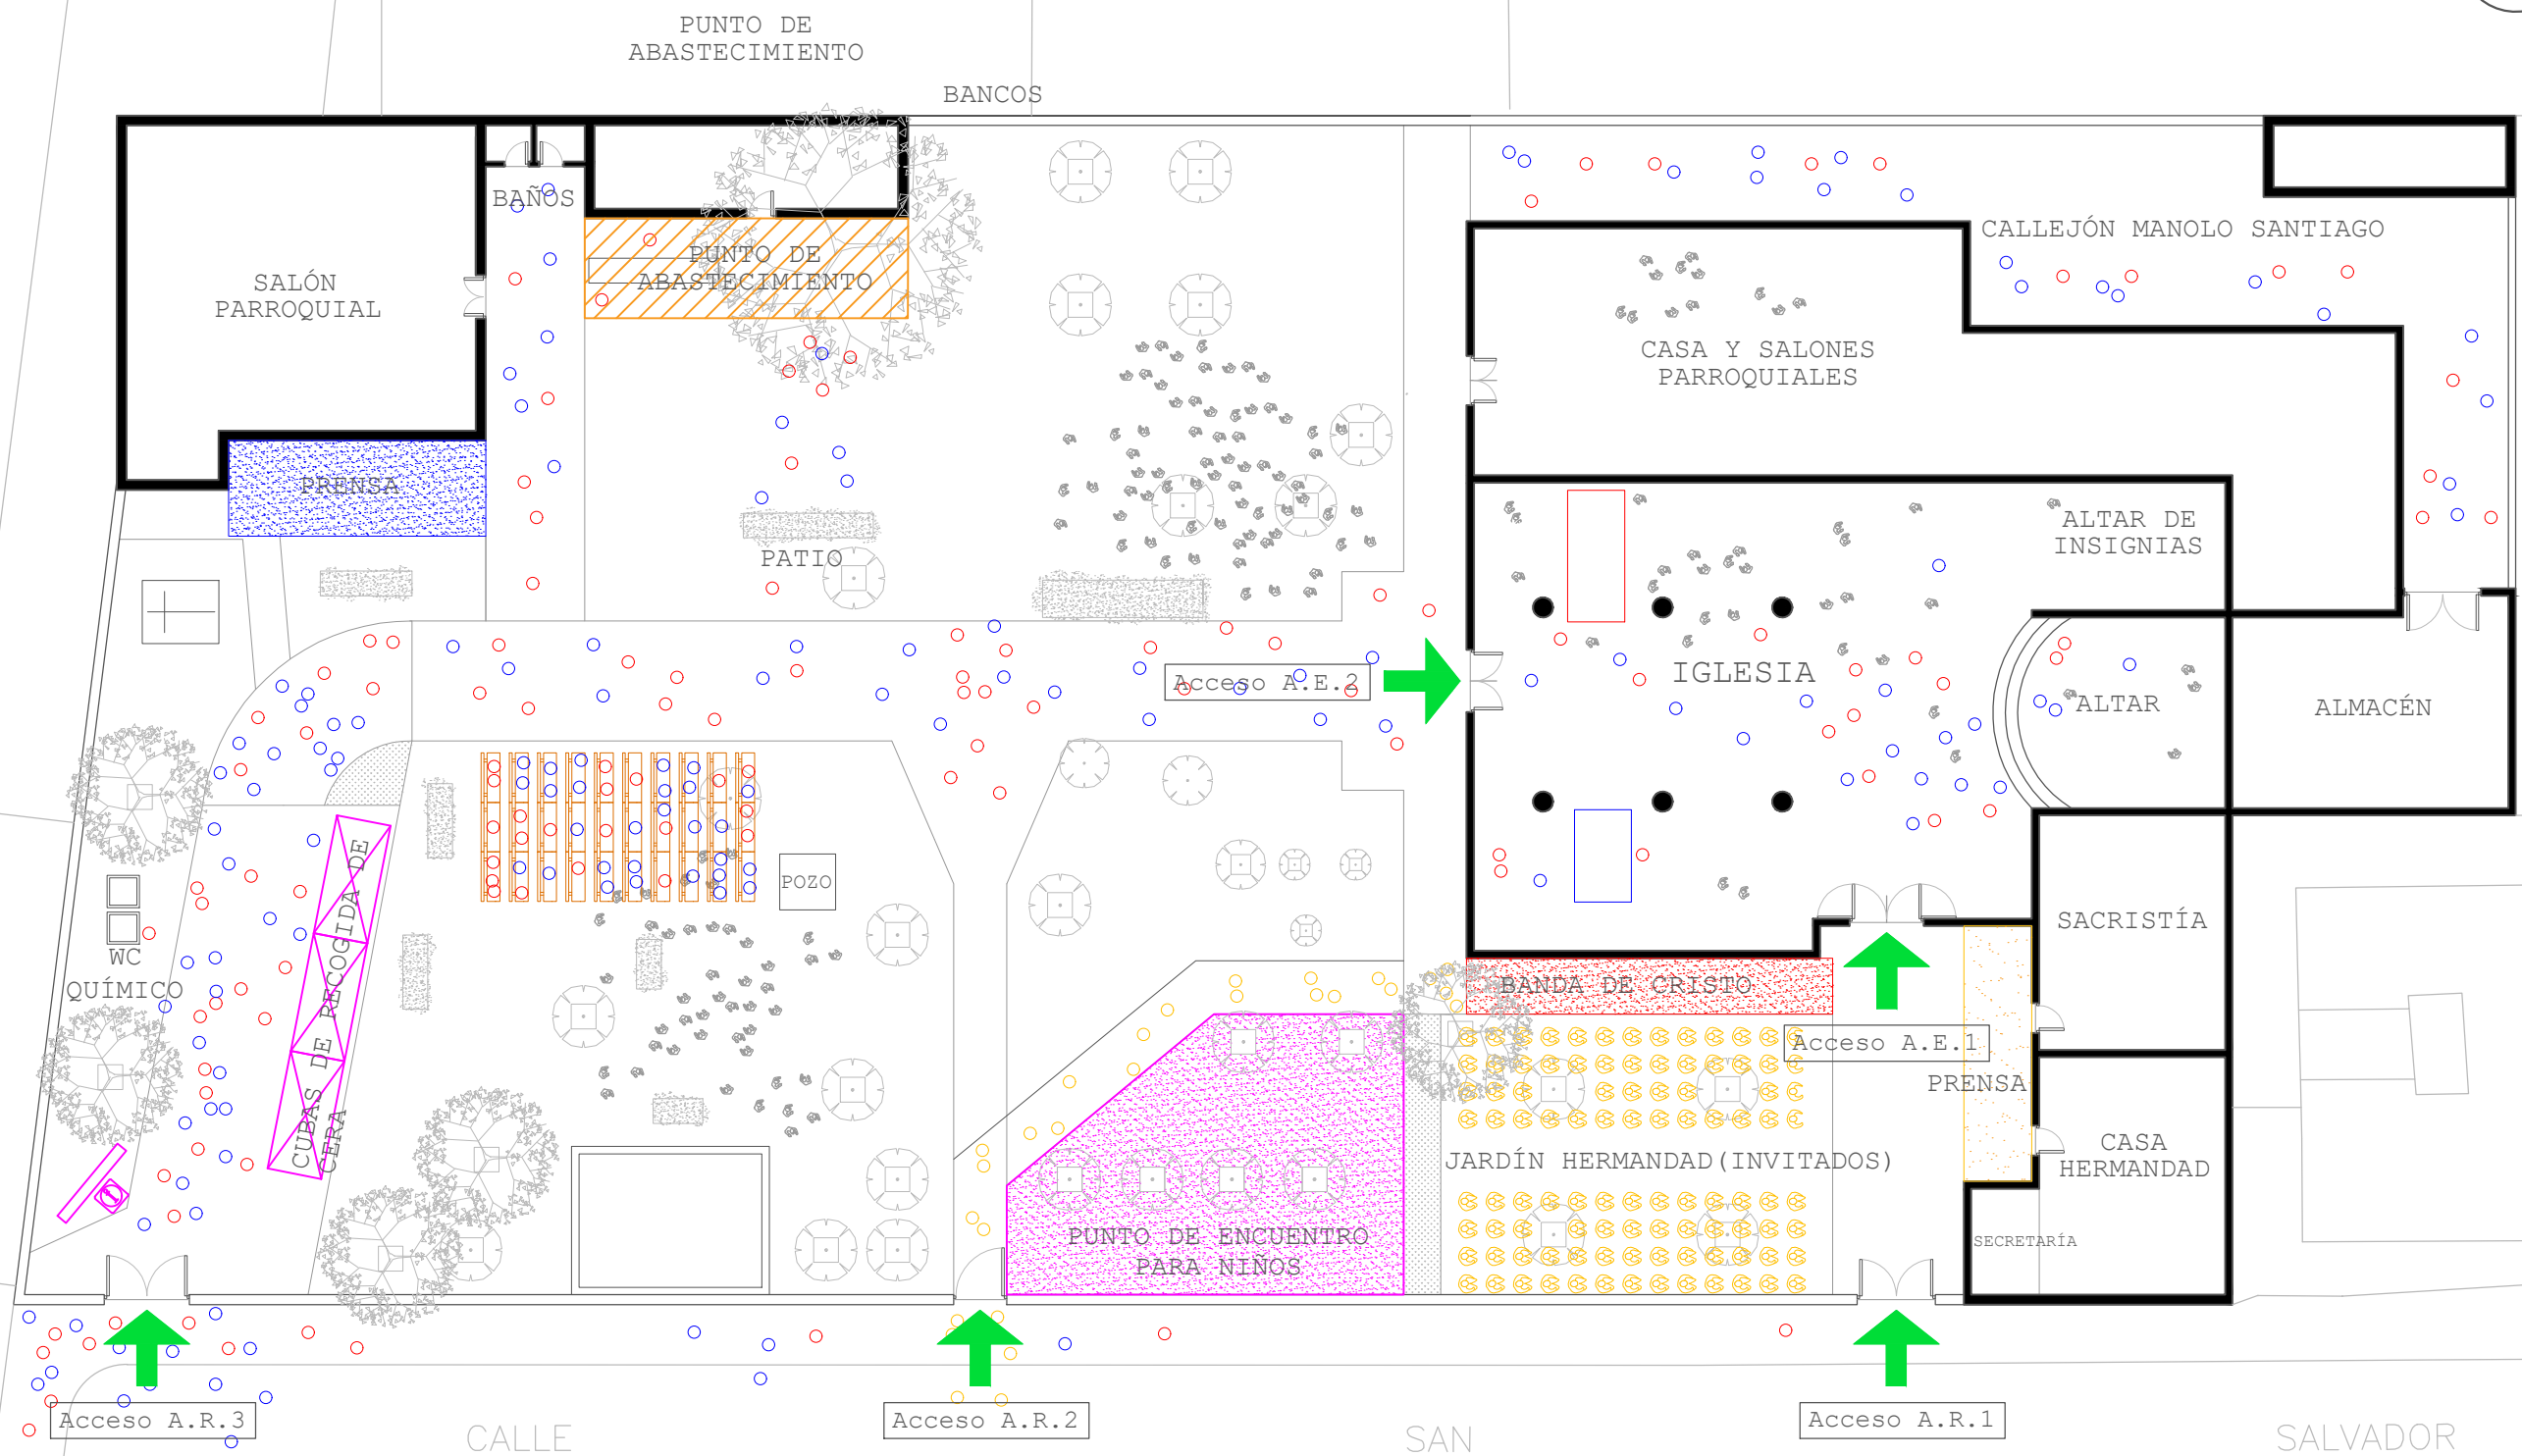 PUNTO DE
ABASTECIMIENTO
BANCOS
BAÑOS
SALÓN
PARROQUIAL
PUNTO DE
ABASTECIMIENTO
CALLEJÓN MANOLO SANTIAGO
CASA Y SALONES
PARROQUIALES
PRENSA
PATIO
ALTAR DE
INSIGNIAS
Acceso A.E.2
IGLESIA
ALTAR
ALMACÉN
POZO
WC
QUÍMICO
CUBAS DE RECOGIDA DE
CERA
SACRISTÍA
BANDA DE CRISTO
Acceso A.E.1
PRENSA
JARDÍN HERMANDAD(INVITADOS)
CASA
HERMANDAD
PUNTO DE ENCUENTRO
PARA NIÑOS
SECRETARÍA
Acceso A.R.3
Acceso A.R.2
Acceso A.R.1
CALLE SAN SALVADOR